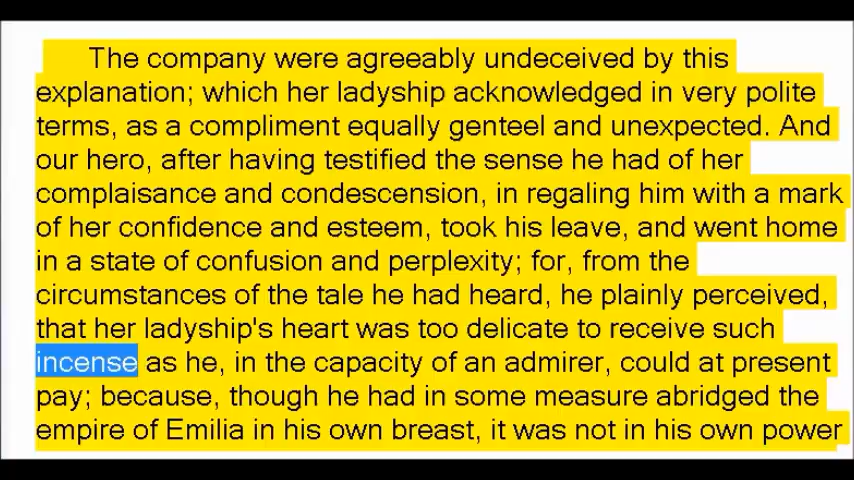 The company were agreeably undeceived by this
explanation; which her ladyship acknowledged in very polite
terms, as a compliment equally genteel and unexpected. And
our hero, after having testified the sense he had of her
complaisance and condescension, in regaling him with a mark
of her confidence and esteem, took his leave, and went home
in a state of confusion and perplexity; for, from the
circumstances of the tale he had heard, he plainly perceived,
that her ladyship's heart was too delicate to receive such
incense as he, in the capacity of an admirer, could at present
pay; because, though he had in some measure abridged the
empire of Emilia in his own breast, it was not in his own power